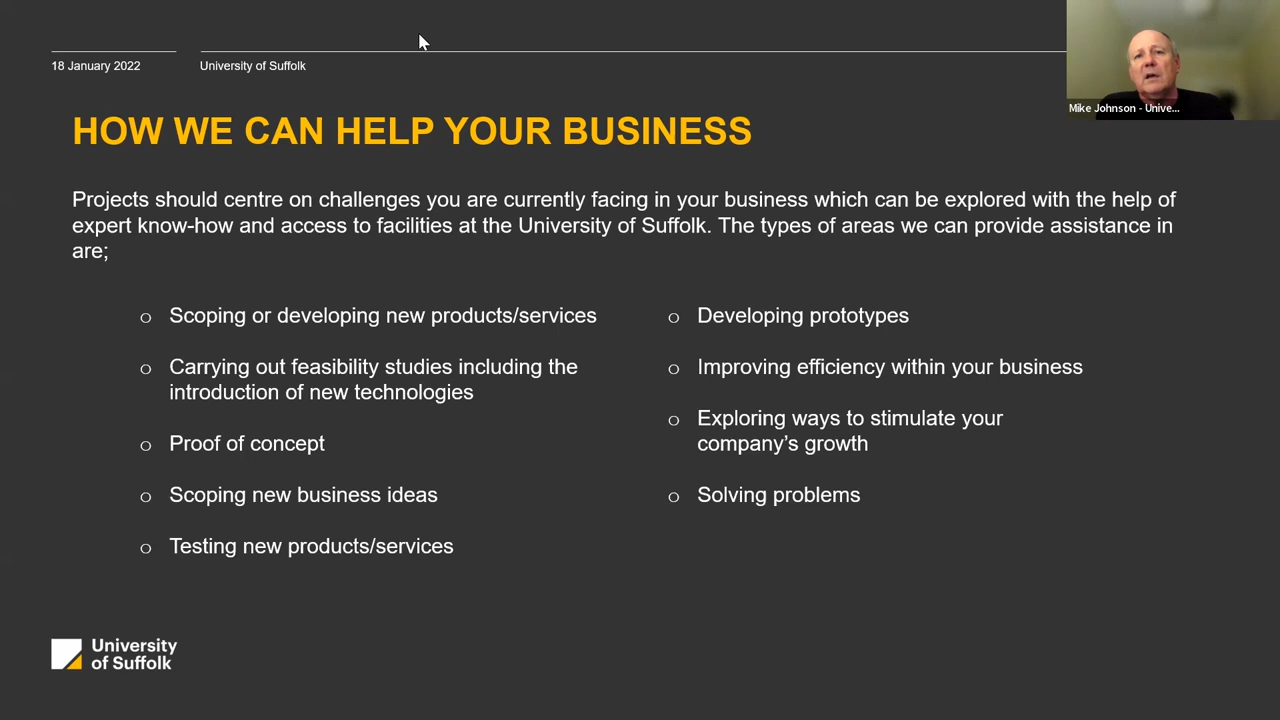 18 January 2022
University of Suffolk
Mike Johnson - Unive...
HOW WE CAN HELP YOUR BUSINESS
Projects should centre on challenges you are currently facing in your business which can be explored with the help of
expert know-how and access to facilities at the University of Suffolk. The types of areas we can provide assistance in
are;
o Scoping or developing new products/services
o Carrying out feasibility studies including the
introduction of new technologies
o Proof of concept
o Scoping new business ideas
o Testing new products/services
o Developing prototypes
o Improving efficiency within your business
o Exploring ways to stimulate your
company’s growth
o Solving problems
University
of Suffolk